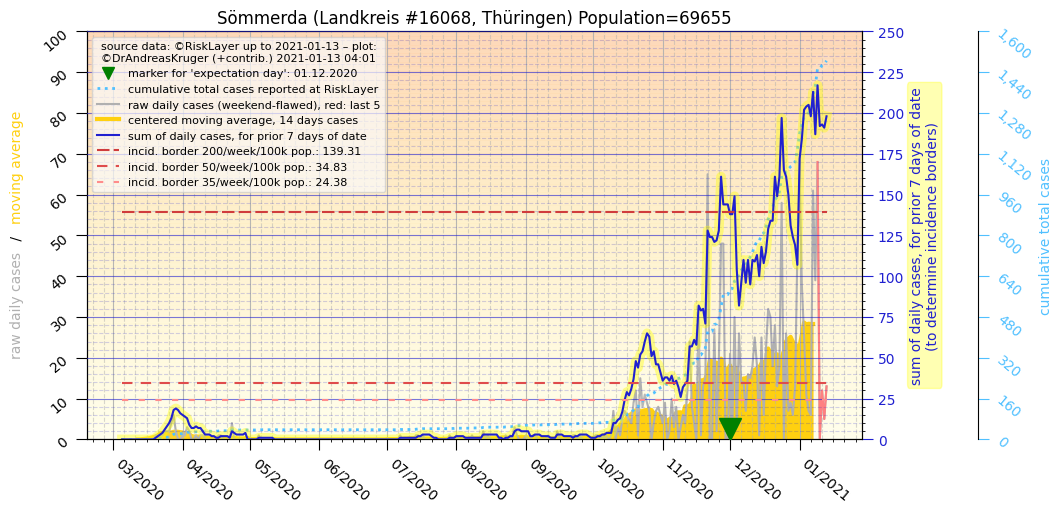 Sömmerda (Landkreis #16068, Thüringen) Population=69655
source data: ©RiskLayer up to 2021-01-13 – plot:
©DrAndreasKruger (+contrib.) 2021-01-13 04:01
marker for 'expectation day': 01.12.2020
cumulative total cases reported at RiskLayer
raw daily cases (weekend-flawed), red: last 5
centered moving average, 14 days cases
sum of daily cases, for prior 7 days of date
incid. border 200/week/100k pop.: 139.31
incid. border 50/week/100k pop.: 34.83
incid. border 35/week/100k pop.: 24.38
raw daily cases / moving average
100
90
80
70
60
50
40
30
20
10
0
03/2020
04/2020
05/2020
06/2020
07/2020
08/2020
09/2020
10/2020
11/2020
12/2020
01/2021
250
225
200
175
150
125
100
75
50
25
0
sum of daily cases, for prior 7 days of date
(to determine incidence borders)
1,600
1,440
1,280
1,120
960
800
640
480
320
160
0
cumulative total cases